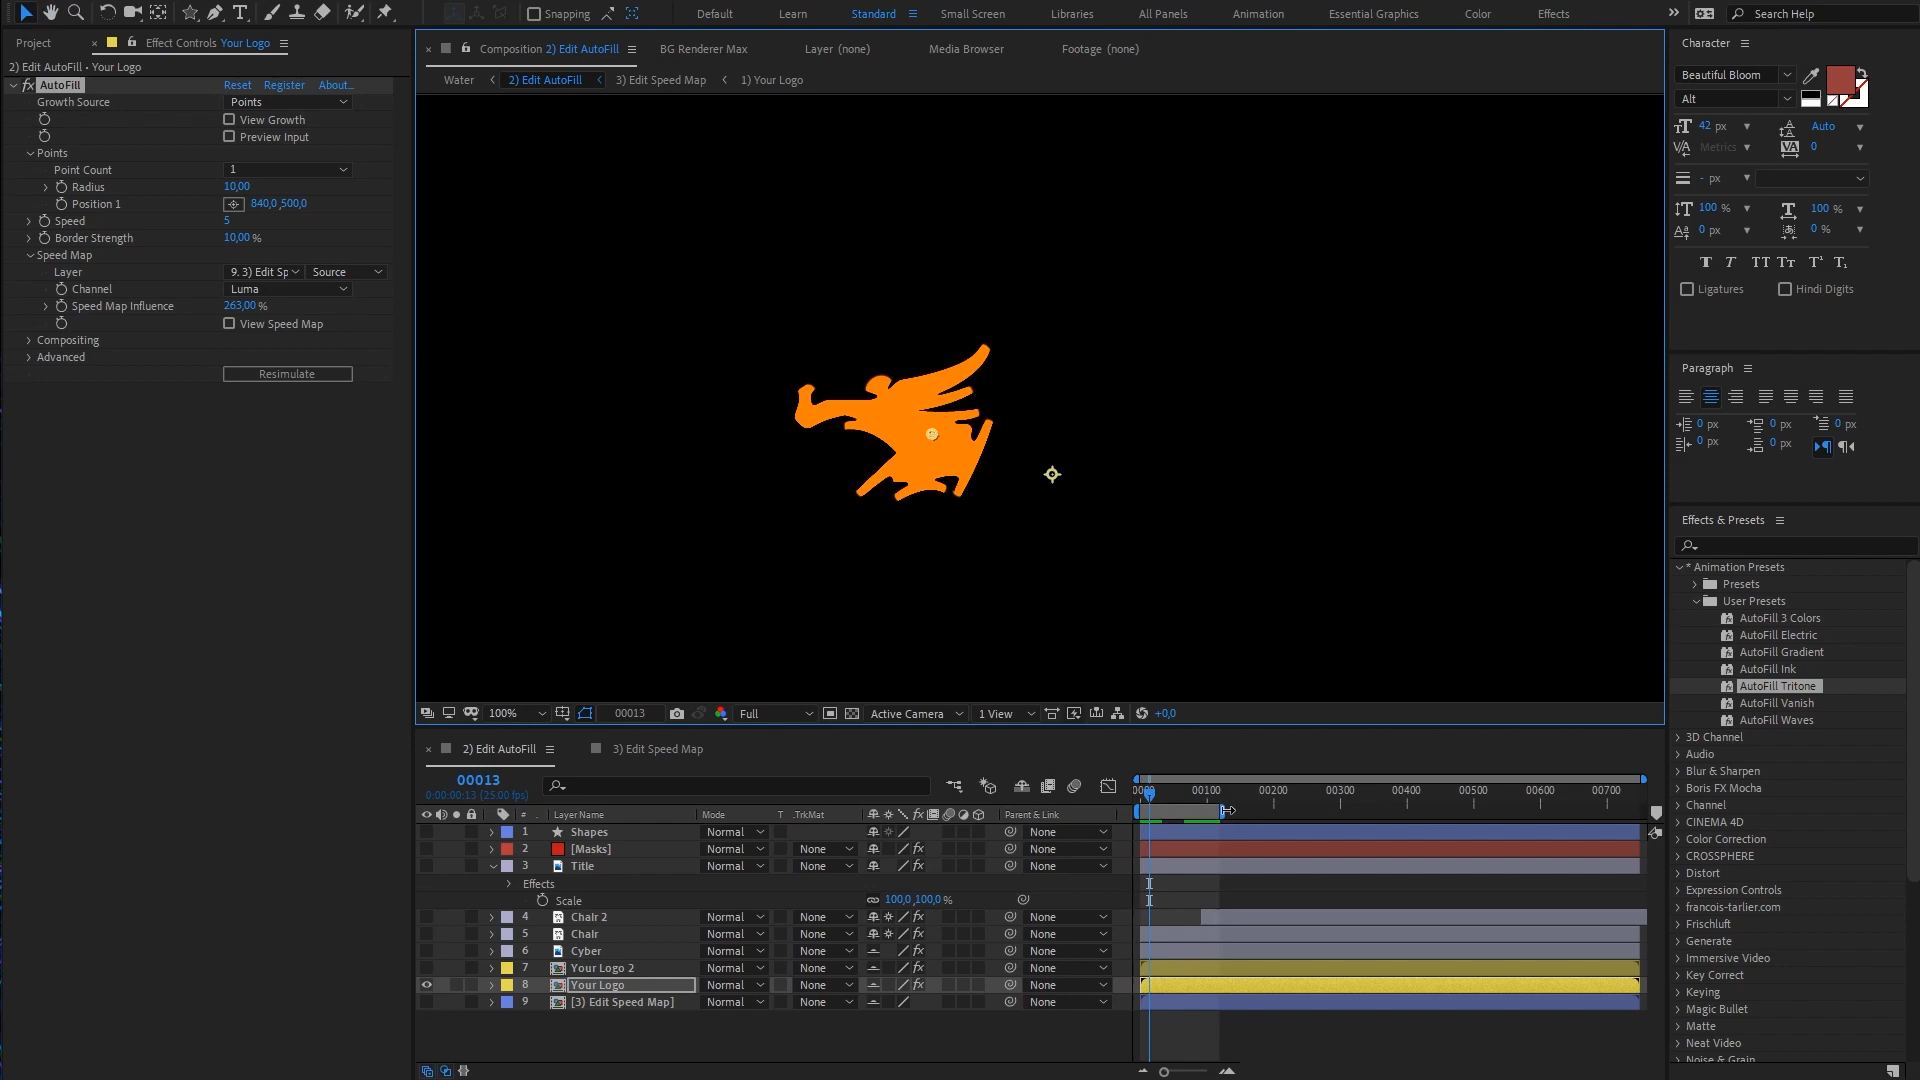 Snapping
Default
Learn
Standard
Small Screen
Libraries
All Panels
Animation
Essential Graphics
Color
Effects
Search Help
Project
Effect Controls Your Logo
2) Edit AutoFill • Your Logo
fx AutoFill
Reset
Register
About...
Growth Source
Points
View Growth
Preview Input
Points
Point Count
1
Radius
10,00
Position 1
840,0 ,500,0
Speed
5
Border Strength
10,00 %
Speed Map
Layer
9. 3) Edit Sp
Source
Channel
Luma
Speed Map Influence
263,00 %
View Speed Map
Compositing
Advanced
Resimulate
Composition 2) Edit AutoFill
BG Renderer Max
Layer (none)
Media Browser
Footage (none)
Water
2) Edit AutoFill
3) Edit Speed Map
1) Your Logo
100%
00013
Full
Active Camera
1 View
+0,0
Character
Beautiful Bloom
Alt
42 px
Auto
Metrics
0
- px
100 %
100 %
0 px
0 %
Ligatures
Hindi Digits
Paragraph
0 px
0 px
0 px
0 px
0 px
Effects & Presets
* Animation Presets
Presets
User Presets
AutoFill 3 Colors
AutoFill Electric
AutoFill Gradient
AutoFill Ink
AutoFill Tritone
AutoFill Vanish
AutoFill Waves
3D Channel
Audio
Blur & Sharpen
Boris FX Mocha
Channel
CINEMA 4D
Color Correction
CROSSPHERE
Distort
Expression Controls
francois-tarlier.com
Frischluft
Generate
Immersive Video
Key Correct
Keying
Magic Bullet
Matte
Neat Video
Noise & Grain
2) Edit AutoFill
3) Edit Speed Map
00013
0:00:00:13 (25.00 fps)
00100
00200
00300
00400
00500
00600
00700
#
Layer Name
Mode
T
.TrkMat
Parent & Link
1 Shapes Normal None
2 [Masks] Normal None None
3 Title Normal None None
Effects
Scale 100,0 ,100,0 %
4 Chair 2 Normal None None
5 Chair Normal None None
6 Cyber Normal None None
7 Your Logo 2 Normal None None
8 Your Logo Normal None None
9 [3) Edit Speed Map] Normal None None